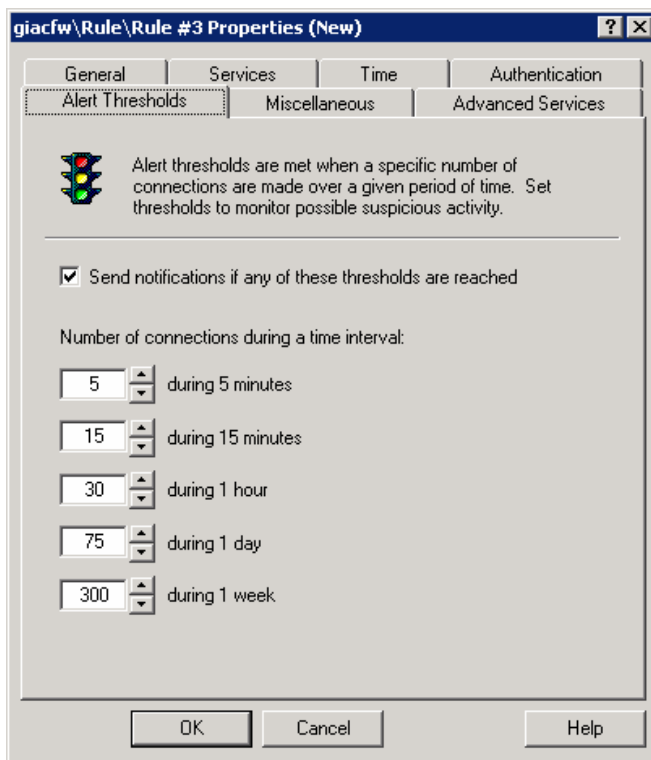 giacfw\Rule\Rule #3 Properties (New)
General Services Time Authentication
Alert Thresholds Miscellaneous Advanced Services
Alert thresholds are met when a specific number of
connections are made over a given period of time. Set
thresholds to monitor possible suspicious activity.
Send notifications if any of these thresholds are reached
Number of connections during a time interval:
5 during 5 minutes
15 during 15 minutes
30 during 1 hour
75 during 1 day
300 during 1 week
OK Cancel Help